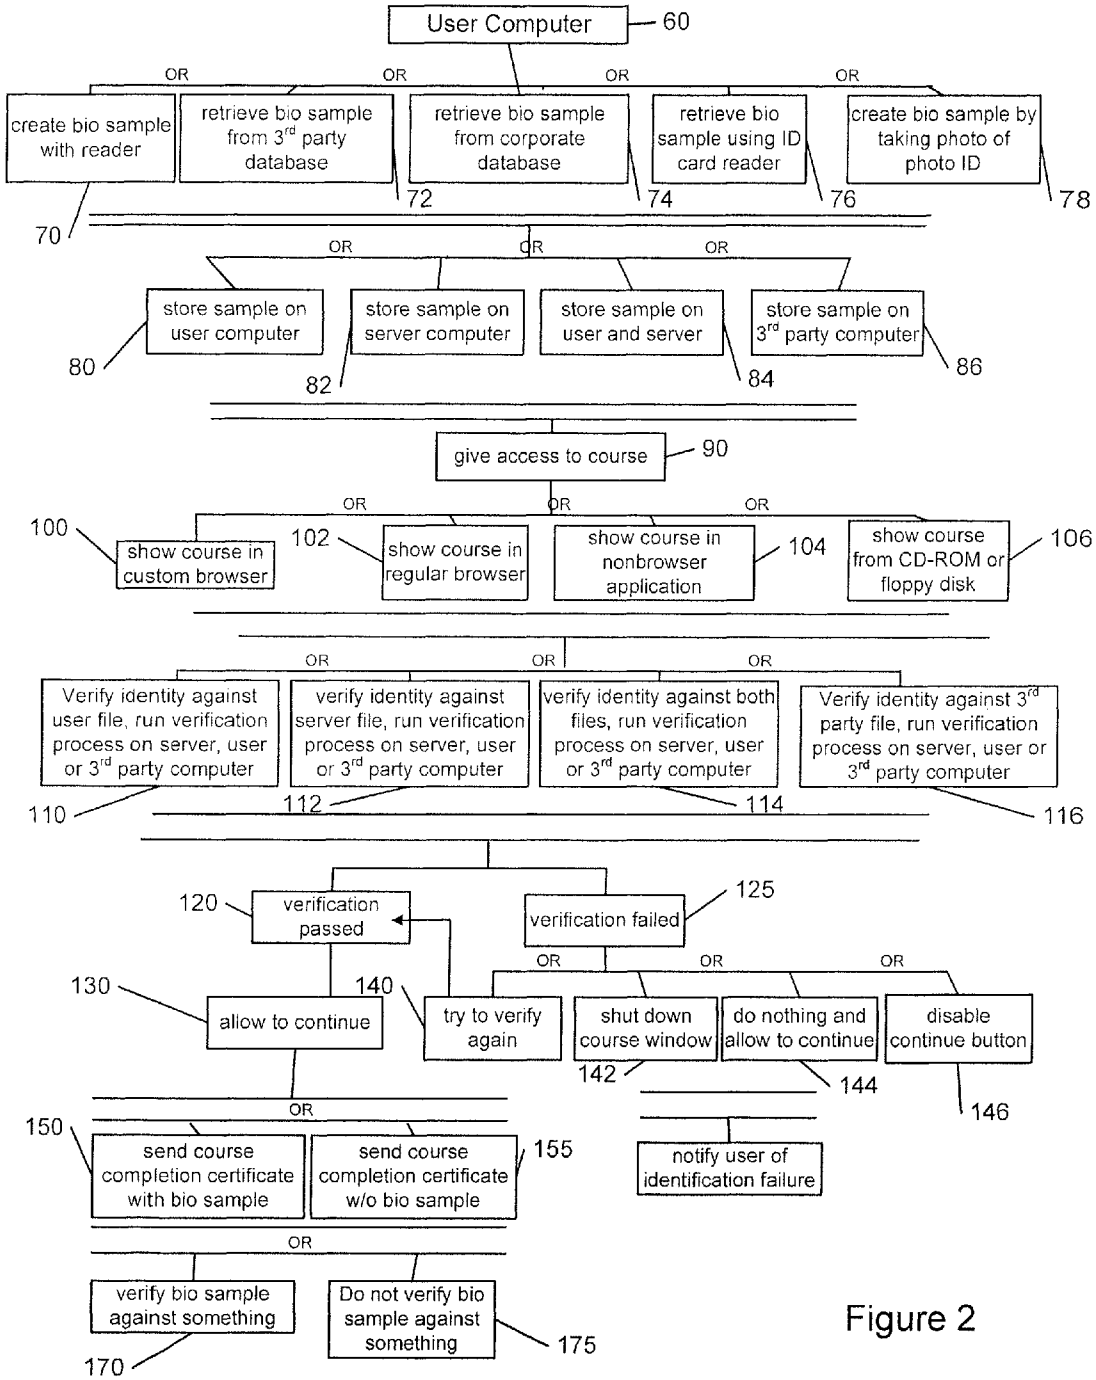 User Computer
60
OR
OR
OR
OR
create bio sample
with reader
retrieve bio sample
from 3rd party
database
retrieve bio sample
from corporate
database
retrieve bio
sample using ID
card reader
create bio sample by
taking photo of
photo ID
70
72
74
76
78
OR
OR
OR
store sample on
user computer
store sample on
server computer
store sample on
user and server
store sample on
3rd party computer
80
82
84
86
give access to course
90
OR
OR
OR
100
show course in
custom browser
102
show course in
regular browser
show course in
nonbrowser
application
104
show course
from CD-ROM or
floppy disk
106
OR
OR
OR
Verify identity against
user file, run verification
process on server, user
or 3rd party computer
verify identity against
server file, run verification
process on server, user
or 3rd party computer
verify identity against both
files, run verification
process on server, user
or 3rd party computer
Verify identity against 3rd
party file, run verification
process on server, user or
3rd party computer
110
112
114
116
120
verification
passed
verification failed
125
130
allow to continue
140
OR
OR
OR
try to verify
again
shut down
course window
do nothing and
allow to continue
disable
continue button
142
144
146
notify user of
identification failure
OR
150
send course
completion certificate
with bio sample
send course
completion certificate
w/o bio sample
155
OR
verify bio sample
against something
Do not verify bio
sample against
something
170
175
Figure 2